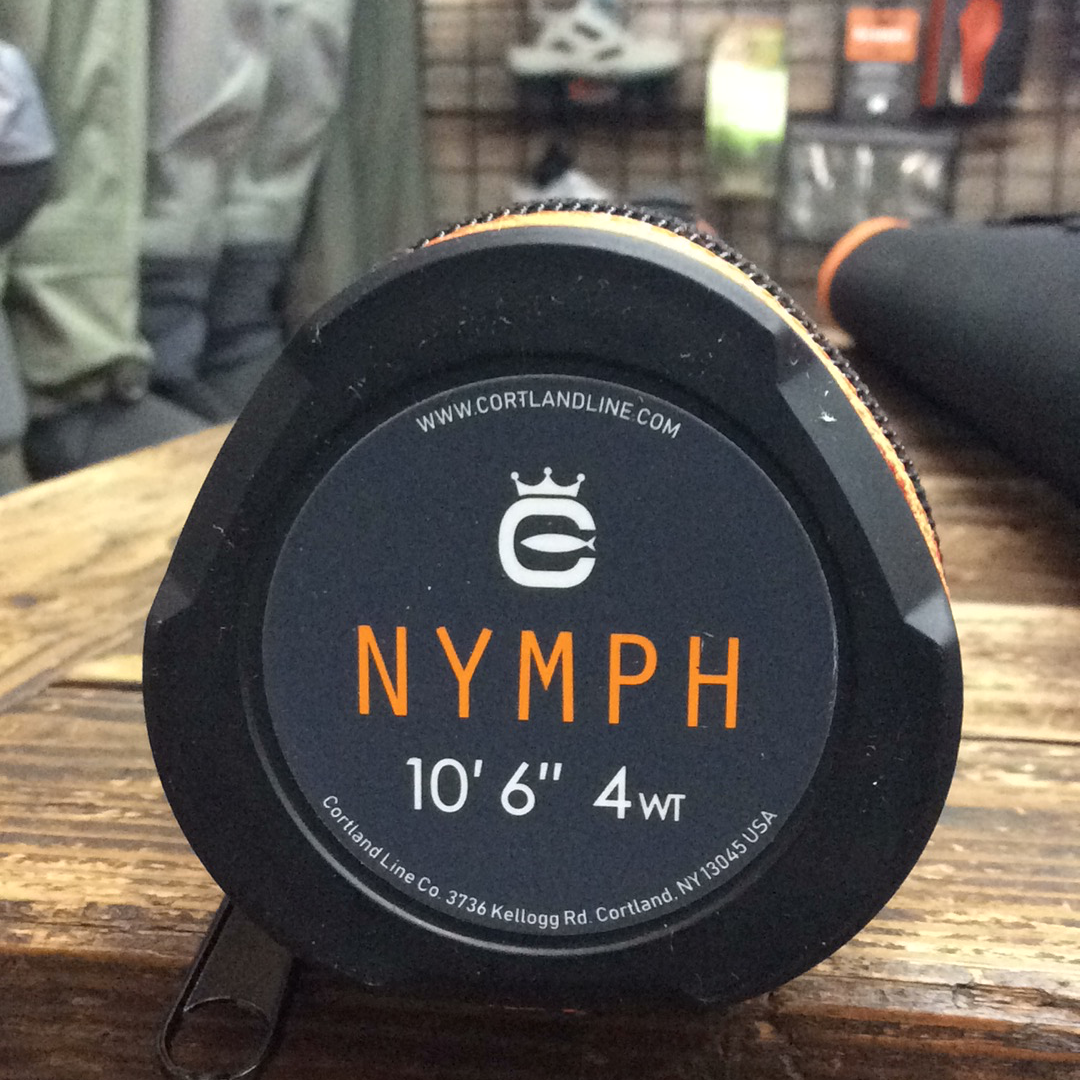 WWW.CORTLANDLINE.COM
C
NYMPH
10' 6" 4WT
Cortland Line Co. 3736 Kellogg Rd. Cortland, NY 13045 USA